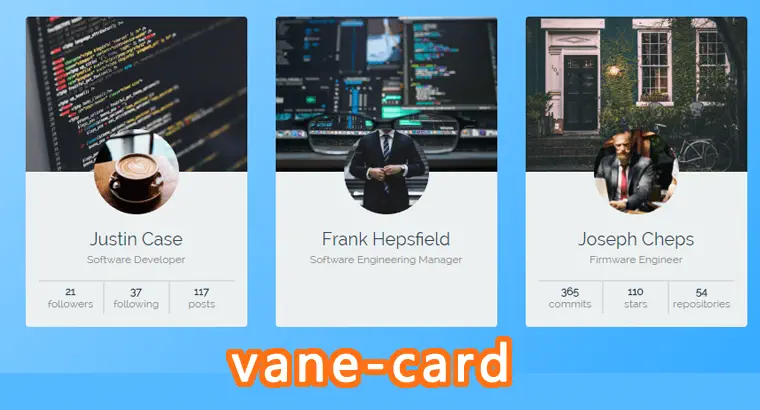 Justin Case
Software Developer
21 37 117
followers following posts
Frank Hepsfield
Software Engineering Manager
Joseph Cheps
Firmware Engineer
365 110 54
commits stars repositories
vane-card